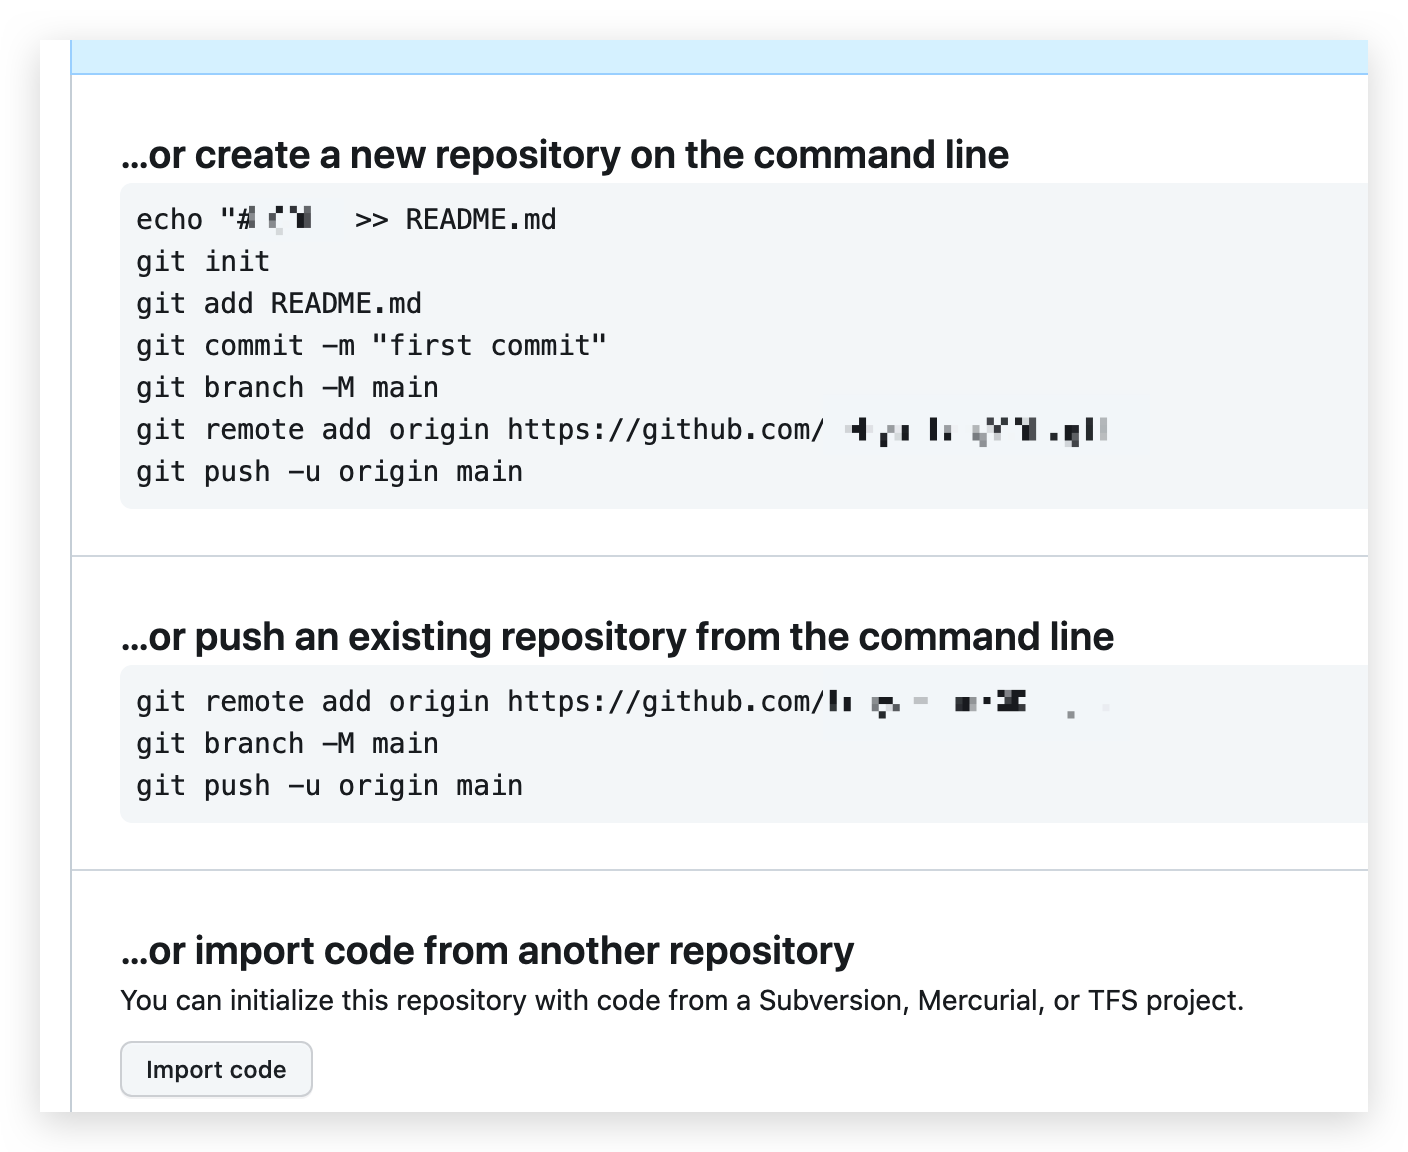 ...or create a new repository on the command line
echo "# >> README.md
git init
git add README.md
git commit -m "first commit"
git branch -M main
git remote add origin https://github.com/
git push -u origin main
...or push an existing repository from the command line
git remote add origin https://github.com/
git branch -M main
git push -u origin main
...or import code from another repository
You can initialize this repository with code from a Subversion, Mercurial, or TFS project.
Import code